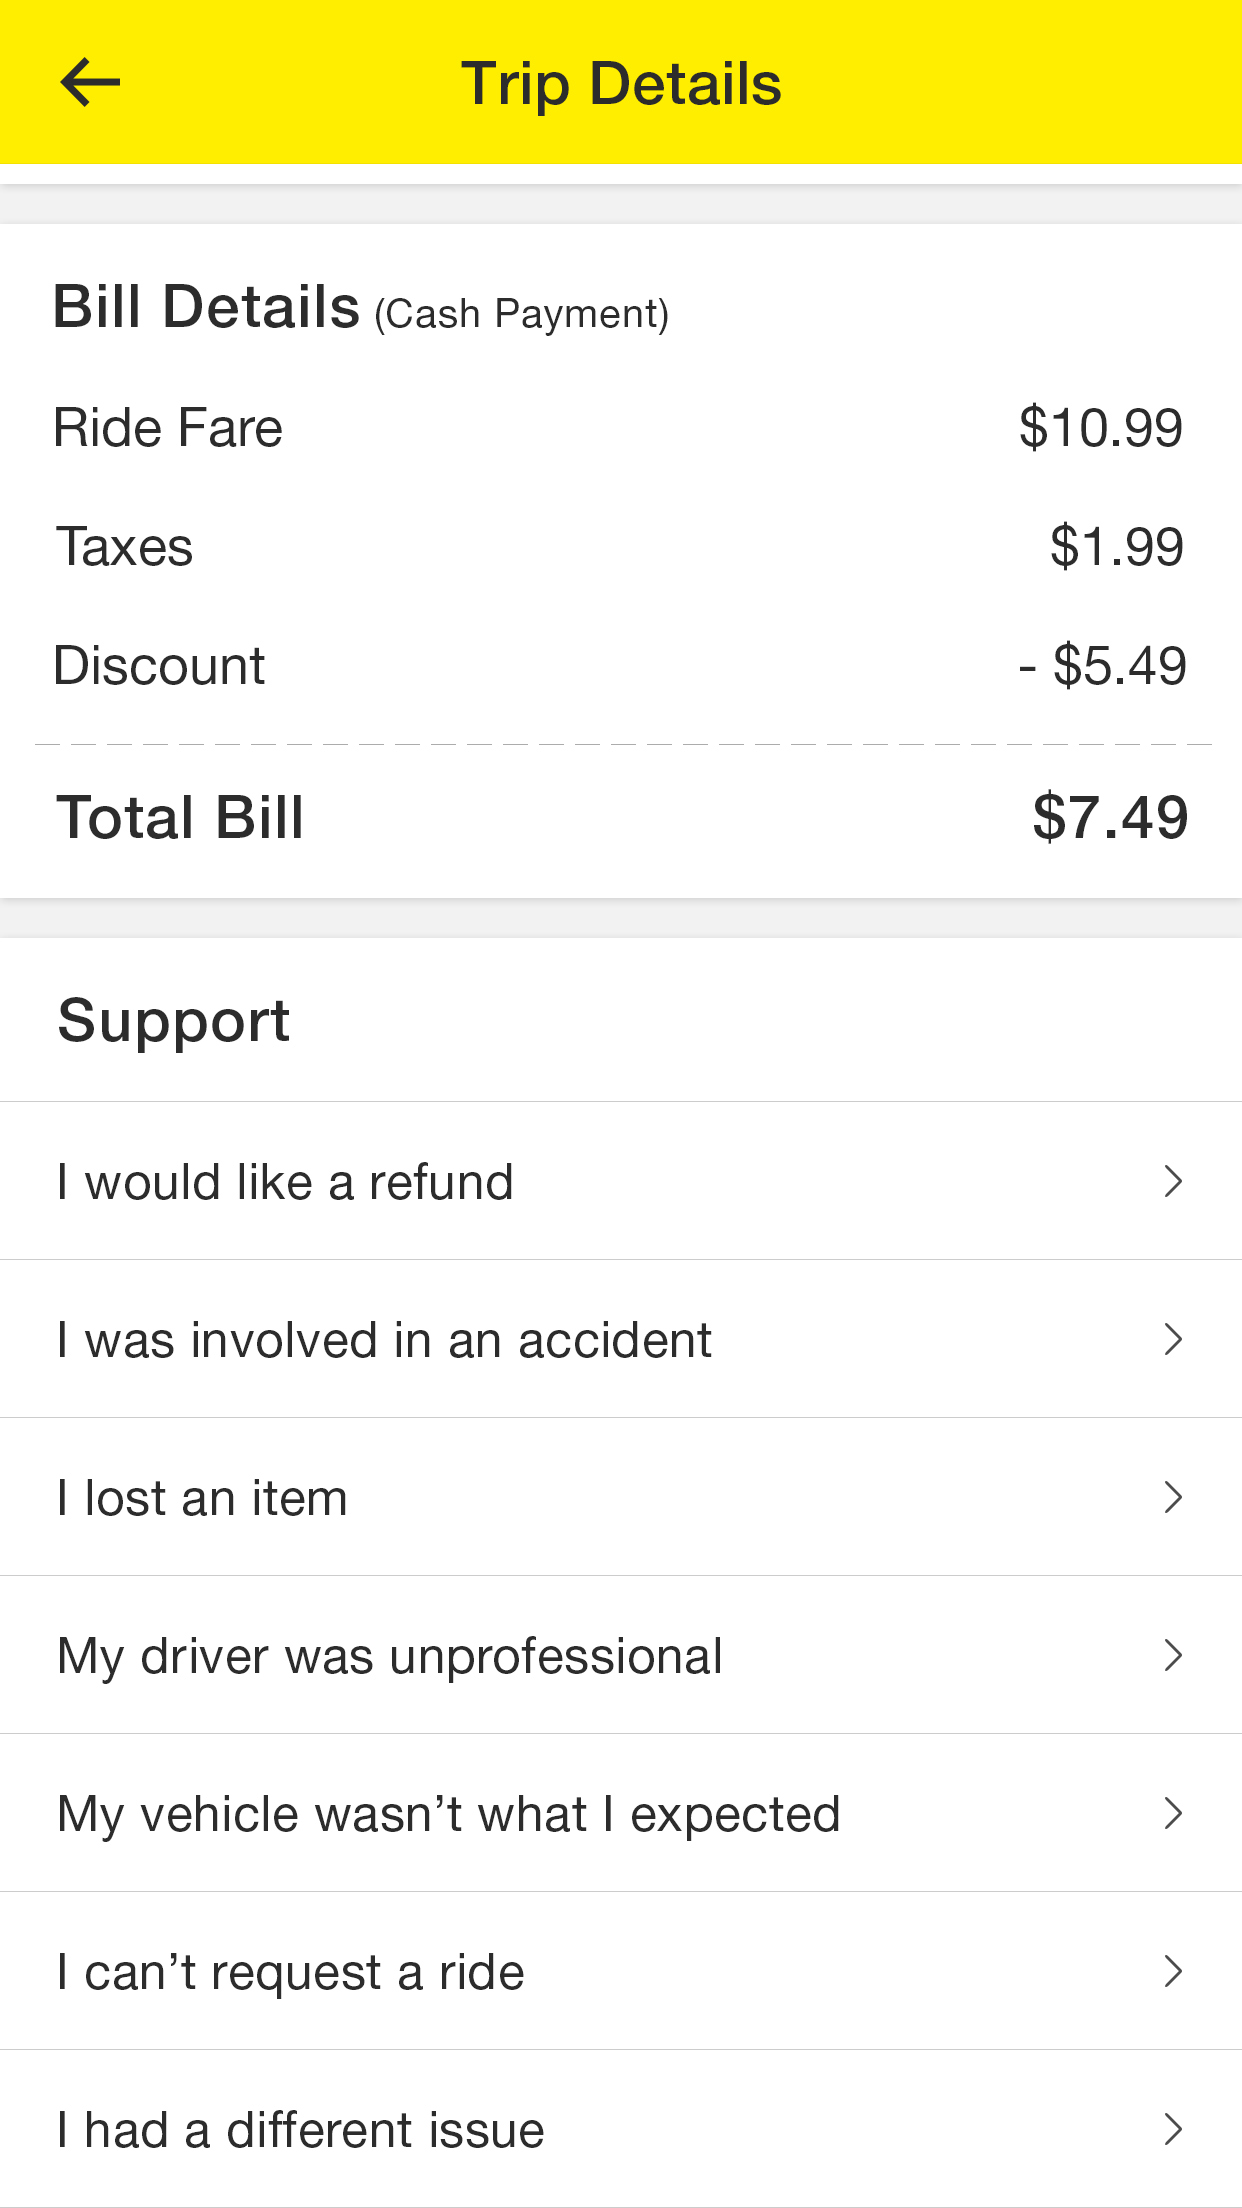 Trip Details
Bill Details (Cash Payment)
Ride Fare $10.99
Taxes $1.99
Discount - $5.49
Total Bill $7.49
Support
I would like a refund
I was involved in an accident
I lost an item
My driver was unprofessional
My vehicle wasn’t what I expected
I can’t request a ride
I had a different issue